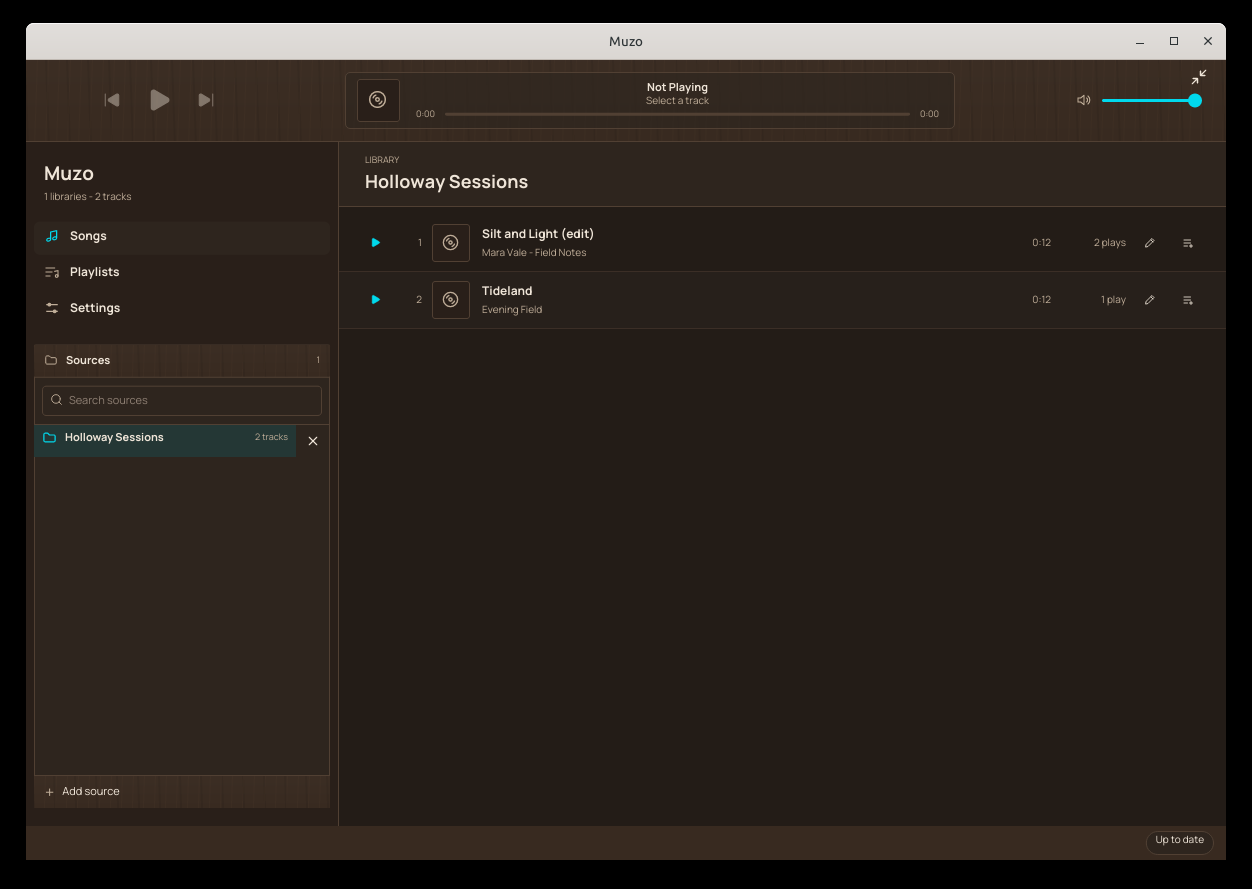 Muzo
Not Playing
Select a track
0:00
0:00
Muzo
1 libraries - 2 tracks
Songs
Playlists
Settings
Sources
1
Search sources
Holloway Sessions
2 tracks
Add source
LIBRARY
Holloway Sessions
1
Silt and Light (edit)
Mara Vale - Field Notes
0:12
2 plays
2
Tideland
Evening Field
0:12
1 play
Up to date